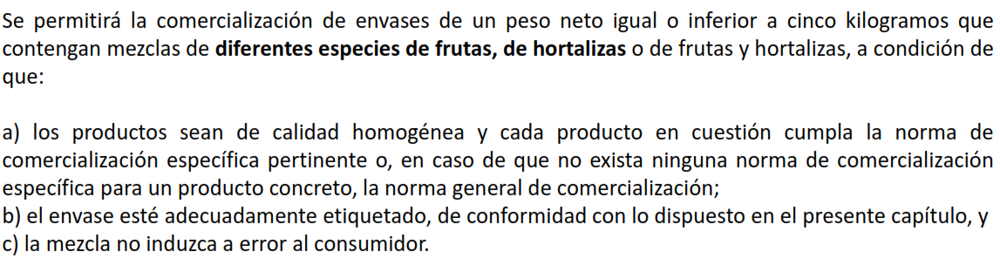 Se permitirá la comercialización de envases de un peso neto igual o inferior a cinco kilogramos que
contengan mezclas de diferentes especies de frutas, de hortalizas o de frutas y hortalizas, a condición de
que:
a) los productos sean de calidad homogénea y cada producto en cuestión cumpla la norma de
comercialización específica pertinente o, en caso de que no exista ninguna norma de comercialización
específica para un producto concreto, la norma general de comercialización;
b) el envase esté adecuadamente etiquetado, de conformidad con lo dispuesto en el presente capítulo, y
c) la mezcla no induzca a error al consumidor.